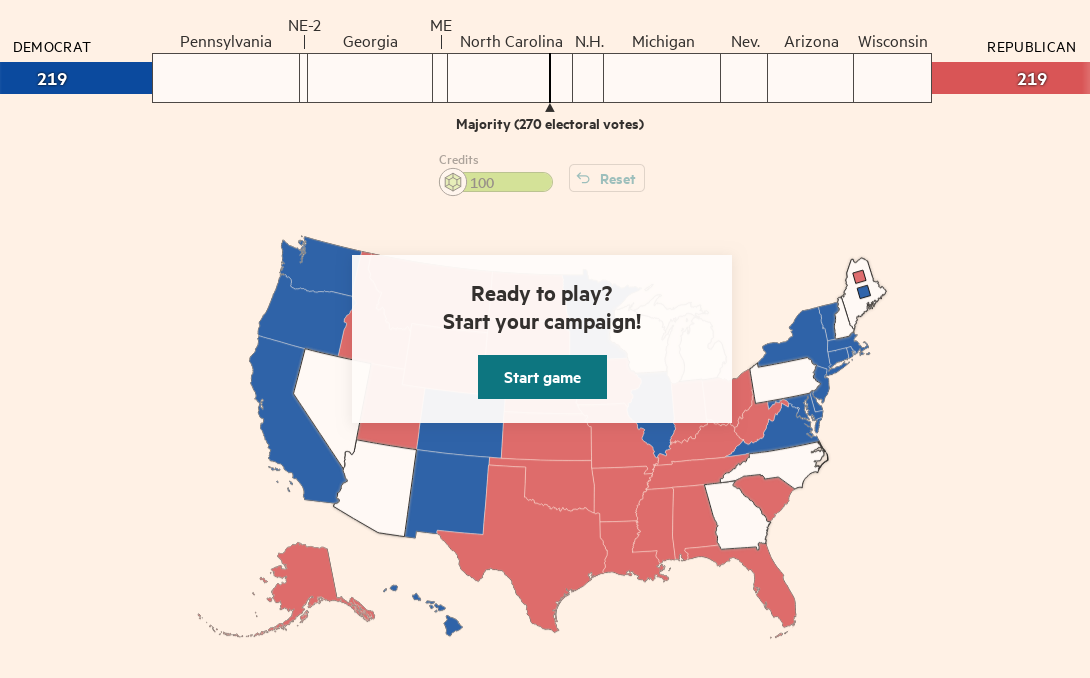 NE-2 ME
Pennsylvania Georgia North Carolina N.H. Michigan Nev. Arizona Wisconsin
DEMOCRAT REPUBLICAN
219 219
Majority (270 electoral votes)
Credits
100 Reset
Ready to play?
Start your campaign!
Start game